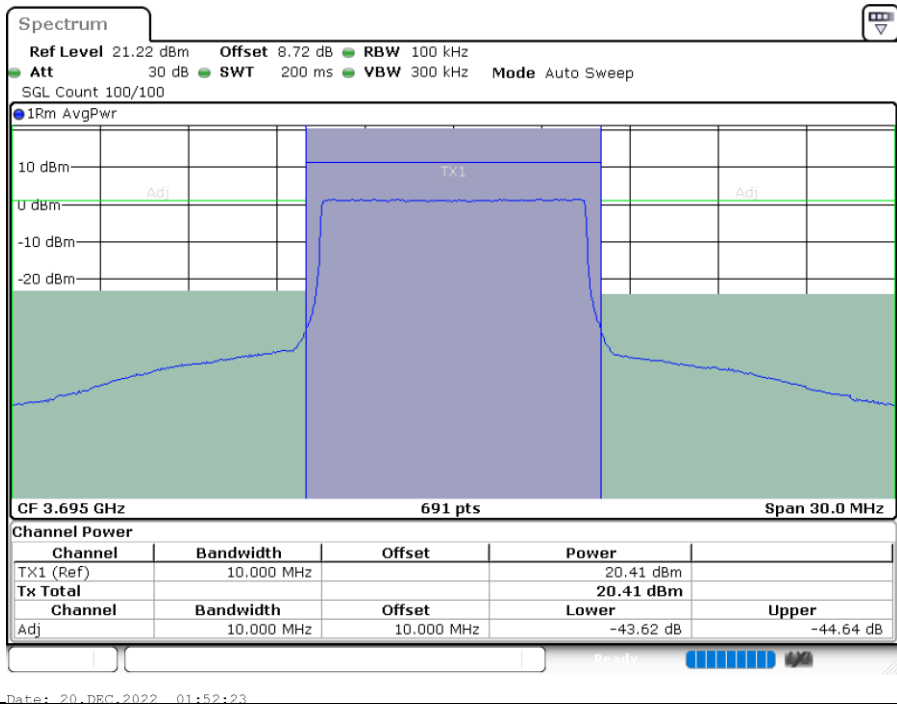 Spectrum
Ref Level 21.22 dBm Offset 8.72 dB RBW 100 kHz
Att 30 dB SWT 200 ms VBW 300 kHz Mode Auto Sweep
SGL Count 100/100
1Rm AvgPwr
10 dBm
TX1
Adj
Adj
0 dBm
-10 dBm
-20 dBm
CF 3.695 GHz 691 pts Span 30.0 MHz
Channel Power
Channel Bandwidth Offset Power
TX1 (Ref) 10.000 MHz 20.41 dBm
Tx Total 20.41 dBm
Channel Bandwidth Offset Lower Upper
Adj 10.000 MHz 10.000 MHz -43.62 dB -44.64 dB
Ready
Date: 20.DEC.2022 01:52:23